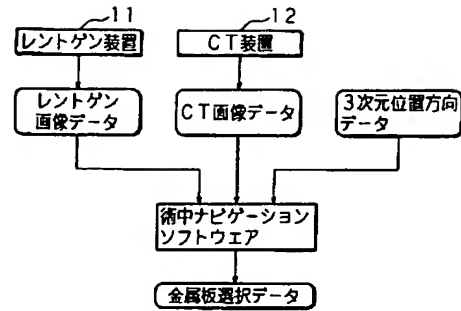 11
12
レントゲン装置
CT装置
レントゲン
画像データ
CT画像データ
3次元位置方向
データ
術中ナビゲーション
ソフトウェア
金属板選択データ